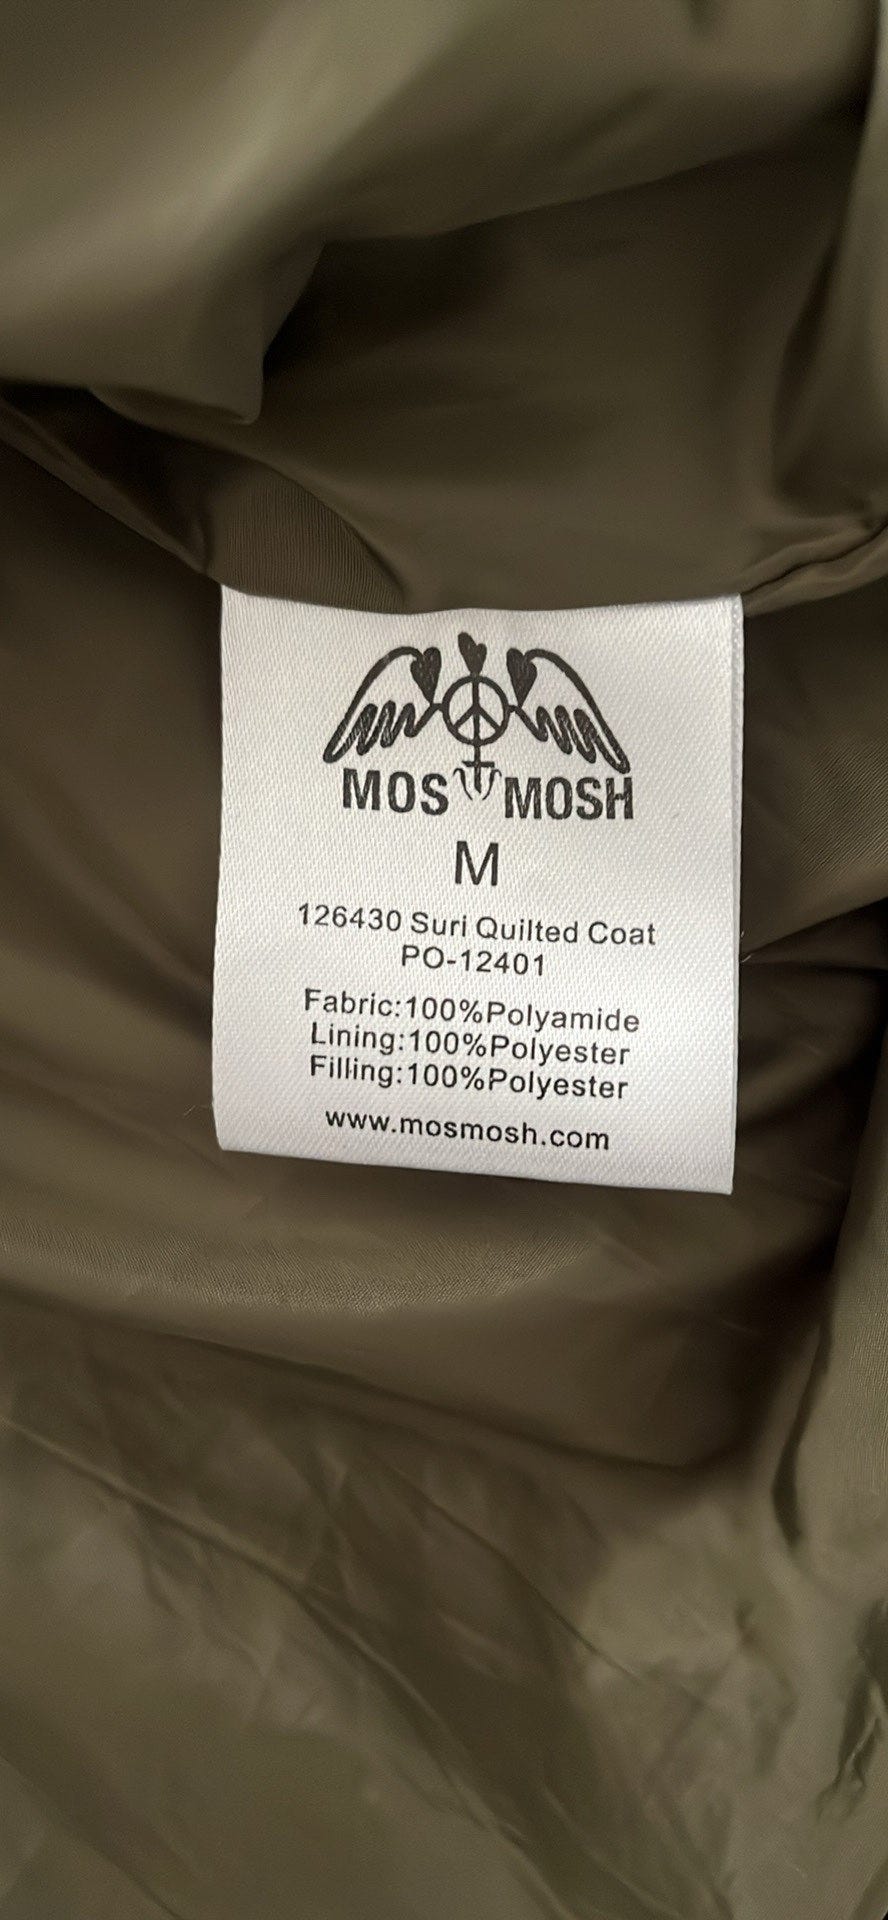 MOS MOSH
M
126430 Suri Quilted Coat
PO-12401
Fabric:100%Polyamide
Lining:100%Polyester
Filling:100%Polyester
www.mosmosh.com